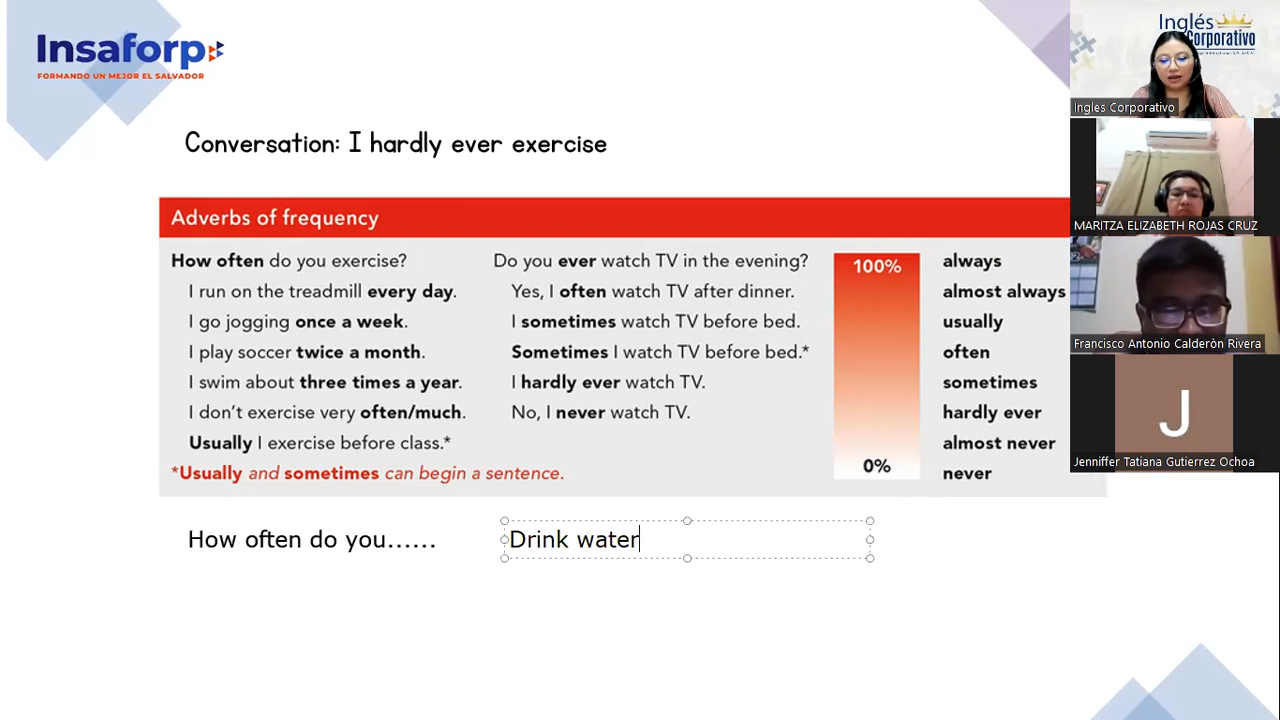 Insaforp
FORMANDO UN MEJOR EL SALVADOR
Conversation: I hardly ever exercise
Adverbs of frequency
How often do you exercise?
I run on the treadmill every day.
I go jogging once a week.
I play soccer twice a month.
I swim about three times a year.
I don't exercise very often/much.
Usually I exercise before class.*
*Usually and sometimes can begin a sentence.
Do you ever watch TV in the evening?
Yes, I often watch TV after dinner.
I sometimes watch TV before bed.
Sometimes I watch TV before bed.*
I hardly ever watch TV.
No, I never watch TV.
100%
0%
always
almost always
usually
often
sometimes
hardly ever
almost never
never
How often do you......
Drink water
Inglés
Corporativo
Ingles Corporativo
MARITZA ELIZABETH ROJAS CRUZ
Francisco Antonio Calderòn Rivera
J
Jenniffer Tatiana Gutierrez Ochoa